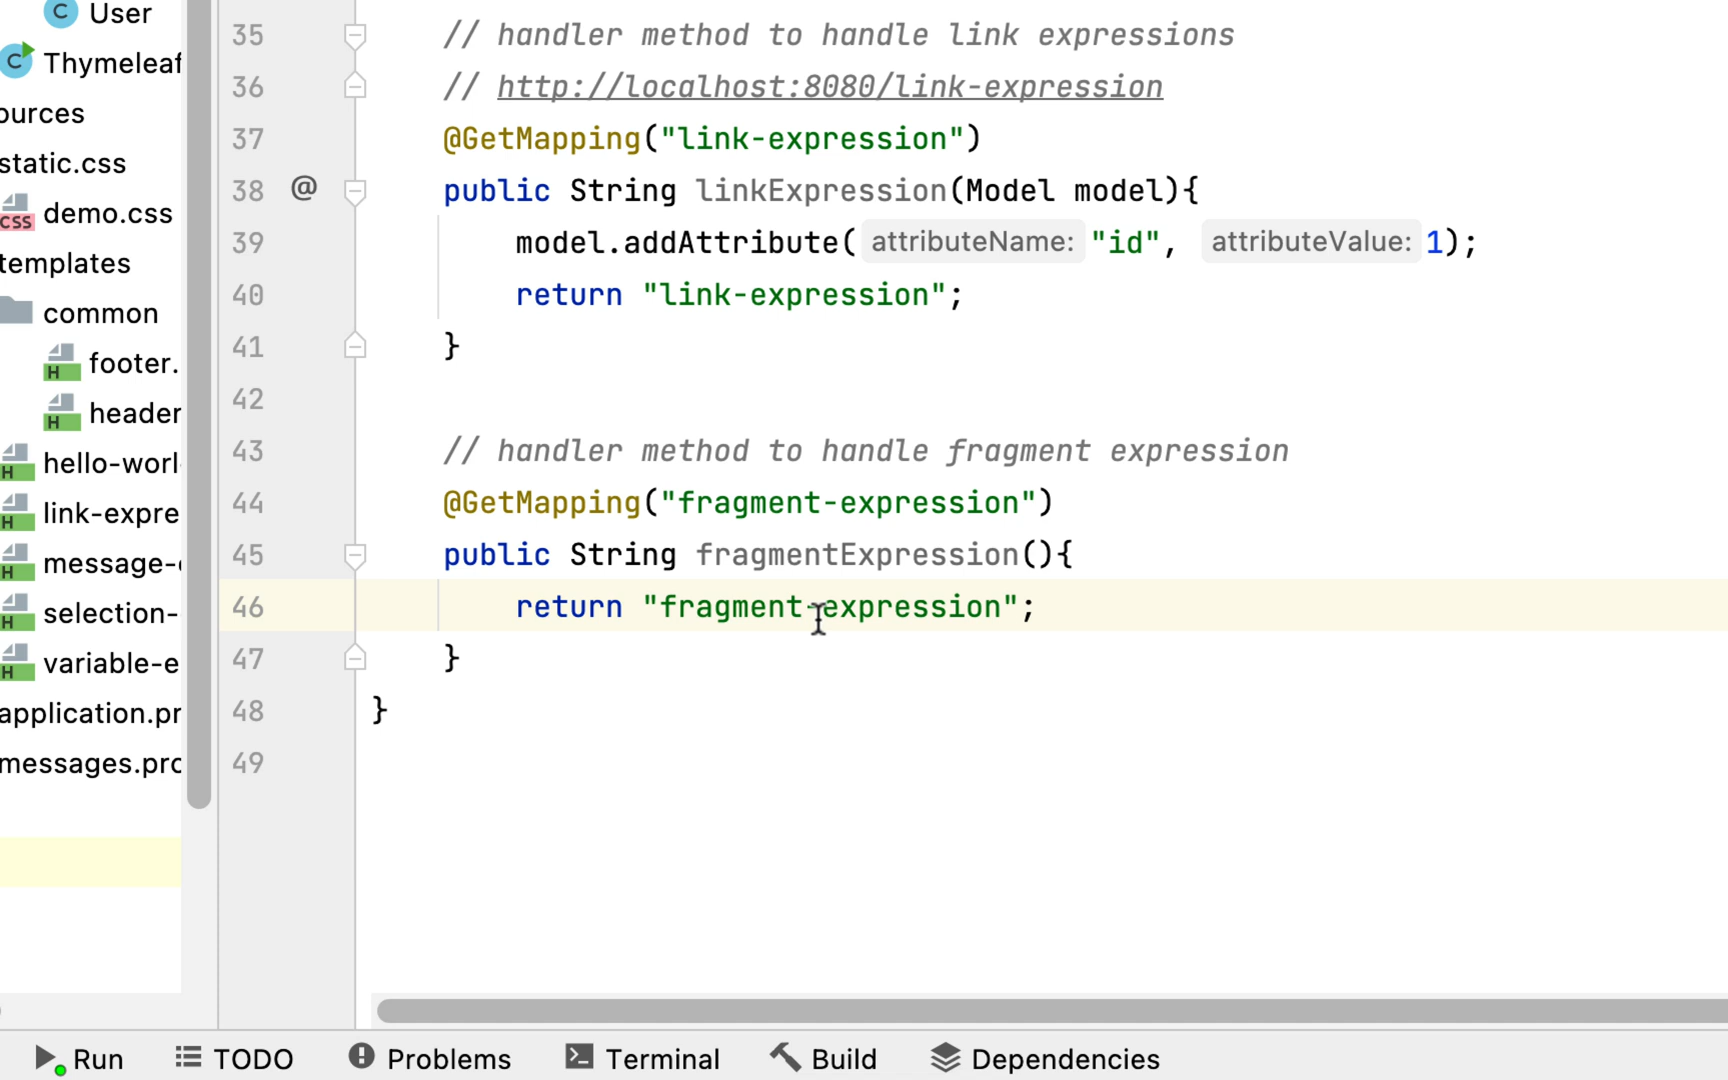 User
Thymeleaf
ources
static.css
demo.css
templates
common
footer.
header
hello-worl
link-expre
message-
selection-
variable-e
application.pr
messages.pro
35 // handler method to handle link expressions
36 // http://localhost:8080/link-expression
37 @GetMapping("link-expression")
38 @ public String linkExpression(Model model){
39 model.addAttribute( attributeName: "id", attributeValue: 1);
40 return "link-expression";
41 }
42
43 // handler method to handle fragment expression
44 @GetMapping("fragment-expression")
45 public String fragmentExpression(){
46 return "fragment-expression";
47 }
48 }
49
Run TODO Problems Terminal Build Dependencies